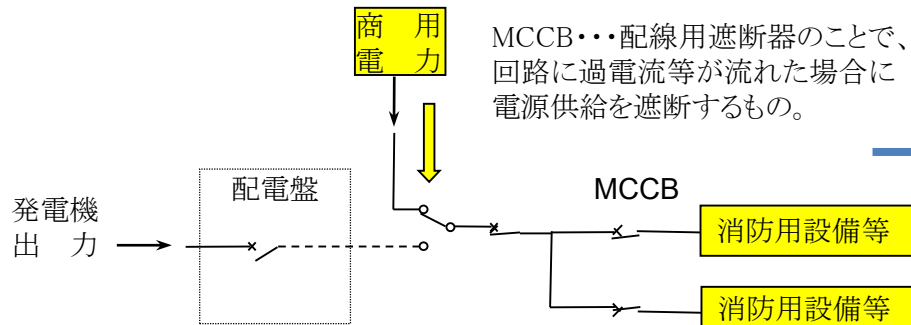 商　用
電　力
MCCB・・・配線用遮断器のことで、
回路に過電流等が流れた場合に
電源供給を遮断するもの。
配電盤
MCCB
発電機
出　力
消防用設備等
消防用設備等